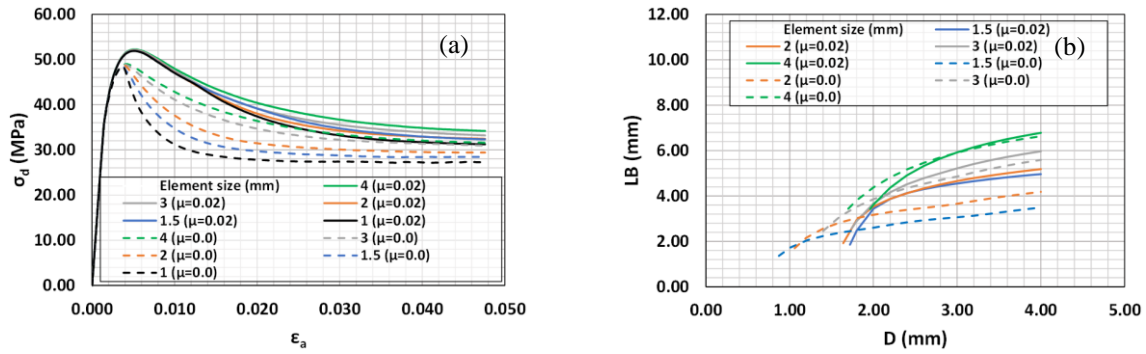 60.00
50.00
40.00
30.00
20.00
10.00
0.00
σd (MPa)
(a)
Element size (mm)
4 (μ=0.02)
3 (μ=0.02)
2 (μ=0.02)
1.5 (μ=0.02)
1 (μ=0.02)
4 (μ=0.0)
3 (μ=0.0)
2 (μ=0.0)
1.5 (μ=0.0)
1 (μ=0.0)
0.000 0.010 0.020 0.030 0.040 0.050
εa
12.00
10.00
8.00
6.00
4.00
2.00
0.00
LB (mm)
(b)
Element size (mm)
1.5 (μ=0.02)
2 (μ=0.02)
3 (μ=0.02)
4 (μ=0.02)
1.5 (μ=0.0)
2 (μ=0.0)
3 (μ=0.0)
4 (μ=0.0)
0.00 1.00 2.00 3.00 4.00 5.00
D (mm)